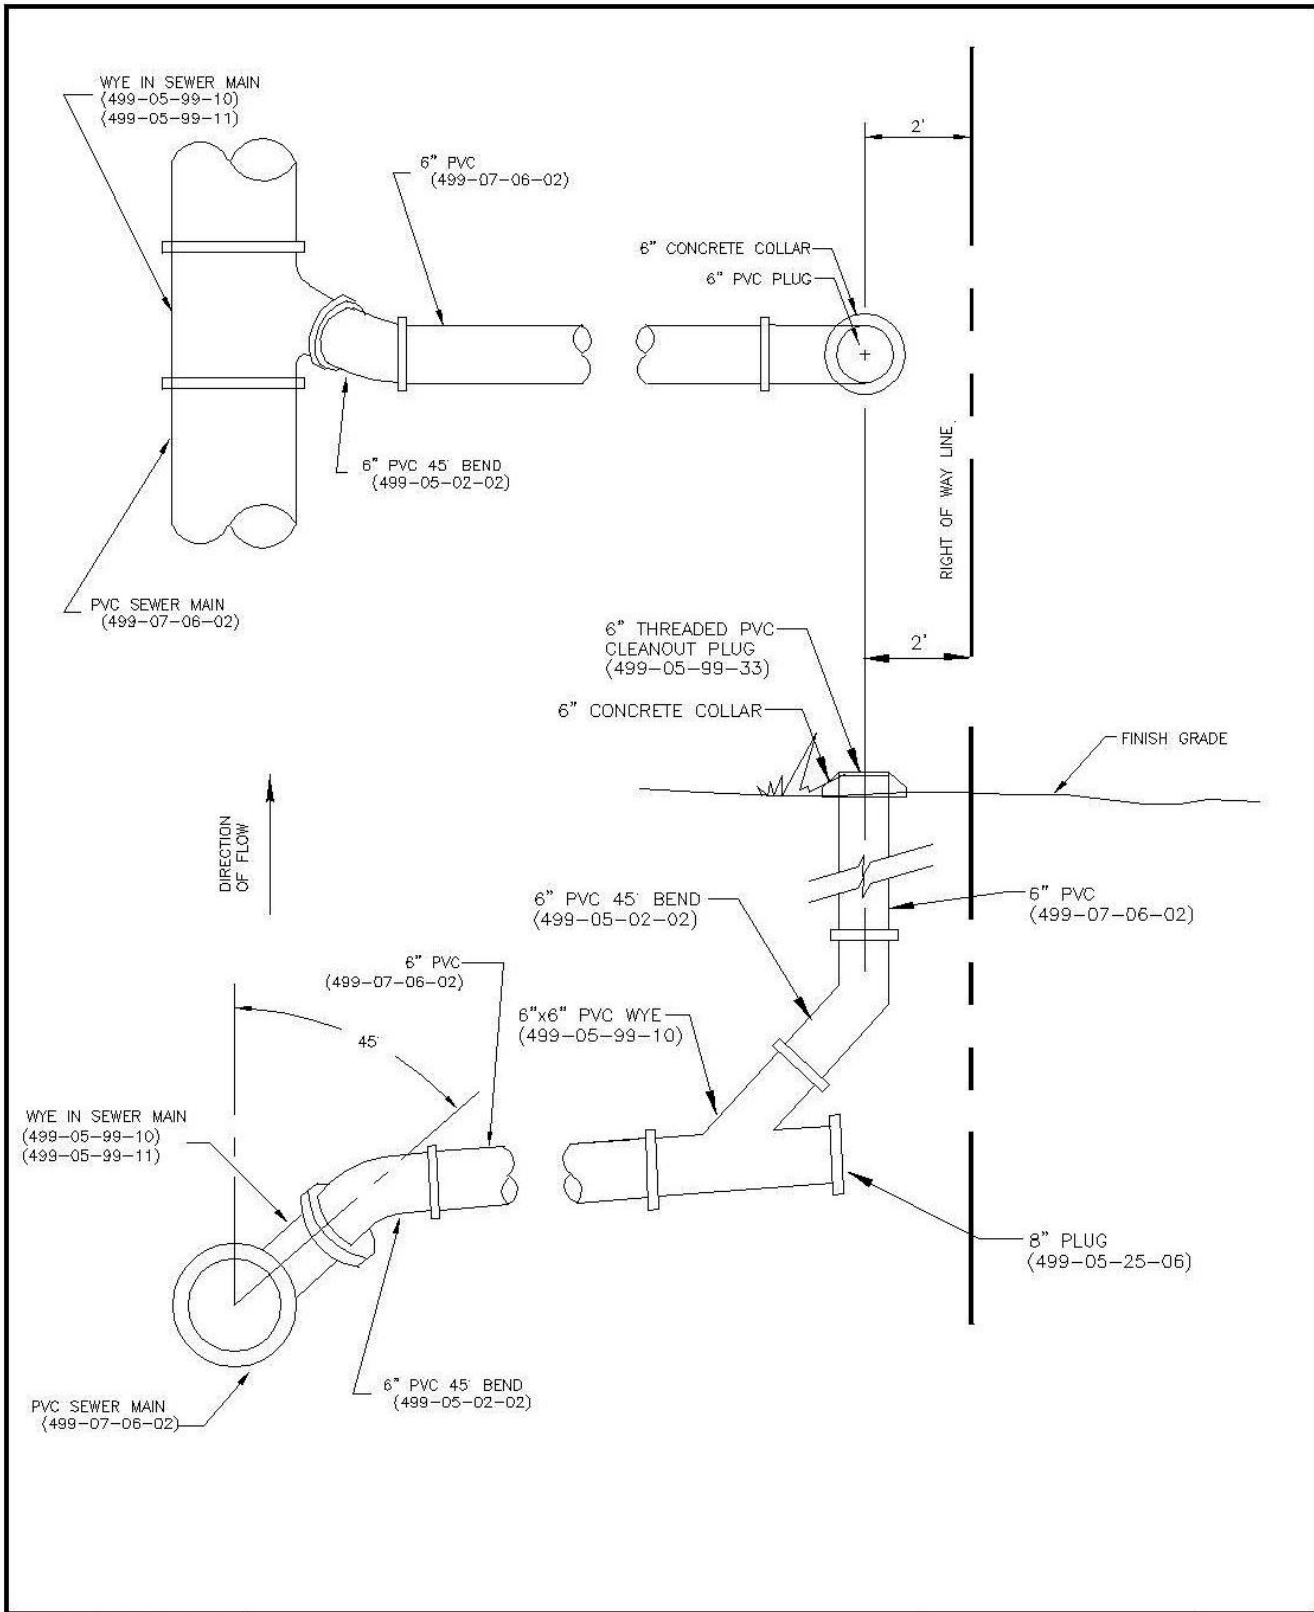 WYE IN SEWER MAIN
(499-05-99-10)
(499-05-99-11)
2'
6" PVC
(499-07-06-02)
6" CONCRETE COLLAR
6" PVC PLUG
6" PVC 45' BEND
(499-05-02-02)
RIGHT OF WAY LINE
PVC SEWER MAIN
(499-07-06-02)
6" THREADED PVC
CLEANOUT PLUG
(499-05-99-33)
2'
6" CONCRETE COLLAR
FINISH GRADE
DIRECTION
OF FLOW
6" PVC 45' BEND
(499-05-02-02)
6" PVC
(499-07-06-02)
6" PVC
(499-07-06-02)
6"x6" PVC WYE
(499-05-99-10)
45'
WYE IN SEWER MAIN
(499-05-99-10)
(499-05-99-11)
8" PLUG
(499-05-25-06)
6" PVC 45' BEND
(499-05-02-02)
PVC SEWER MAIN
(499-07-06-02)